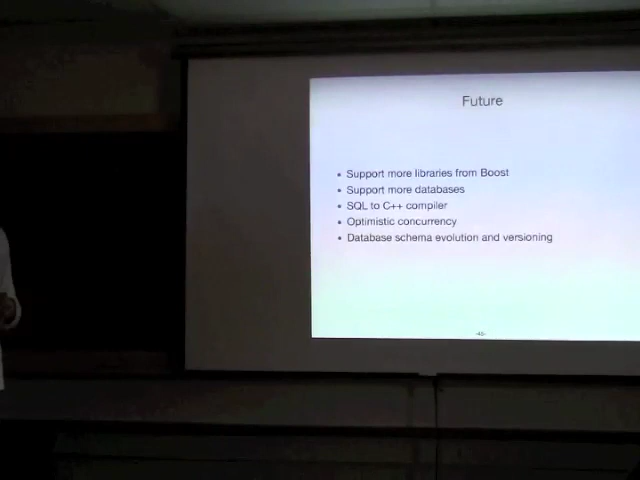 Future
• Support more libraries from Boost
• Support more databases
• SQL to C++ compiler
• Optimistic concurrency
• Database schema evolution and versioning